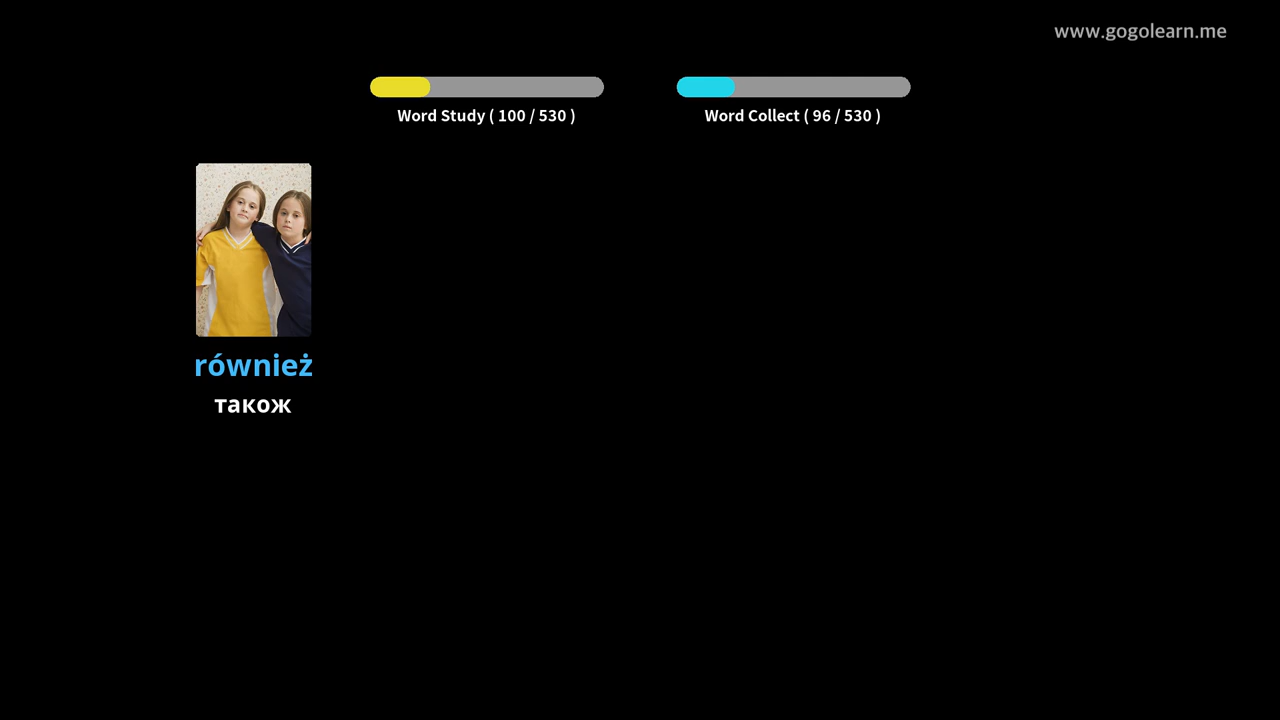 www.gogolearn.me
Word Study ( 100 / 530 )
Word Collect ( 96 / 530 )
również
також